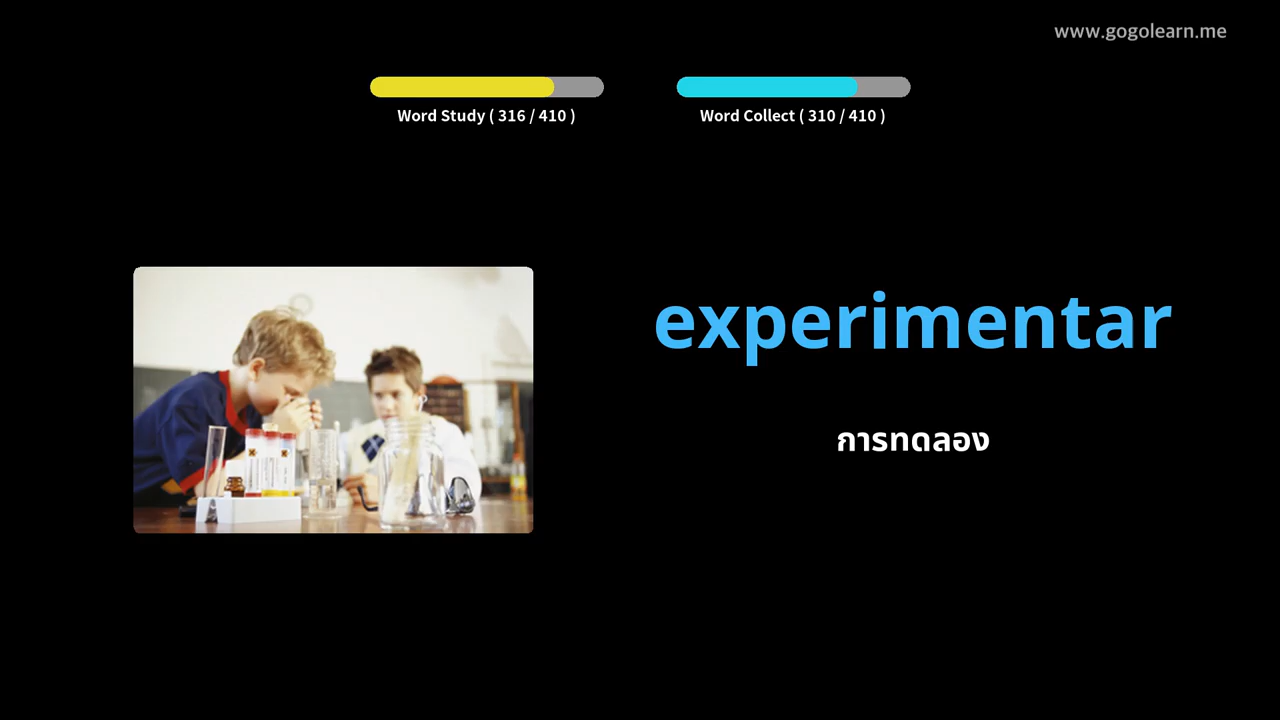 www.gogolearn.me
Word Study ( 316 / 410 )
Word Collect ( 310 / 410 )
experimentar
การทดลอง